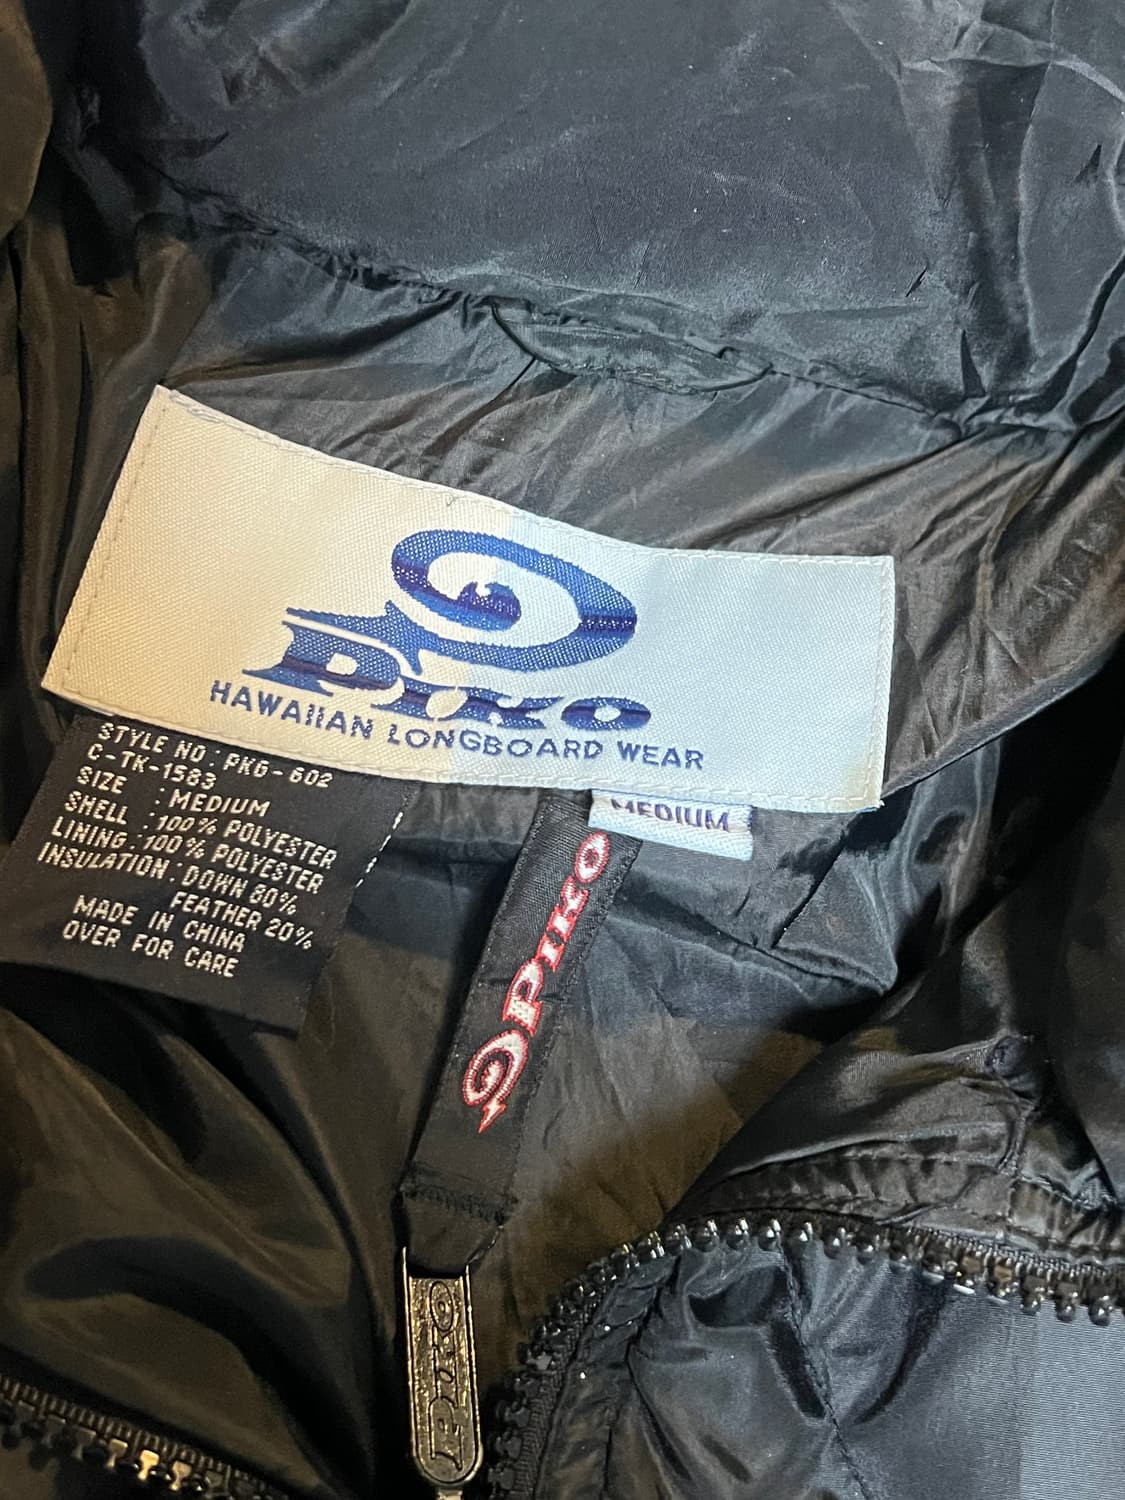 Piko
HAWAIIAN LONGBOARD WEAR
MEDIUM
STYLE NO : PKG-602
C-TK-1583
SIZE : MEDIUM
SHELL : 100% POLYESTER
LINING : 100% POLYESTER
INSULATION : DOWN 80%
FEATHER 20%
MADE IN CHINA
OVER FOR CARE
PIKO
PIKO